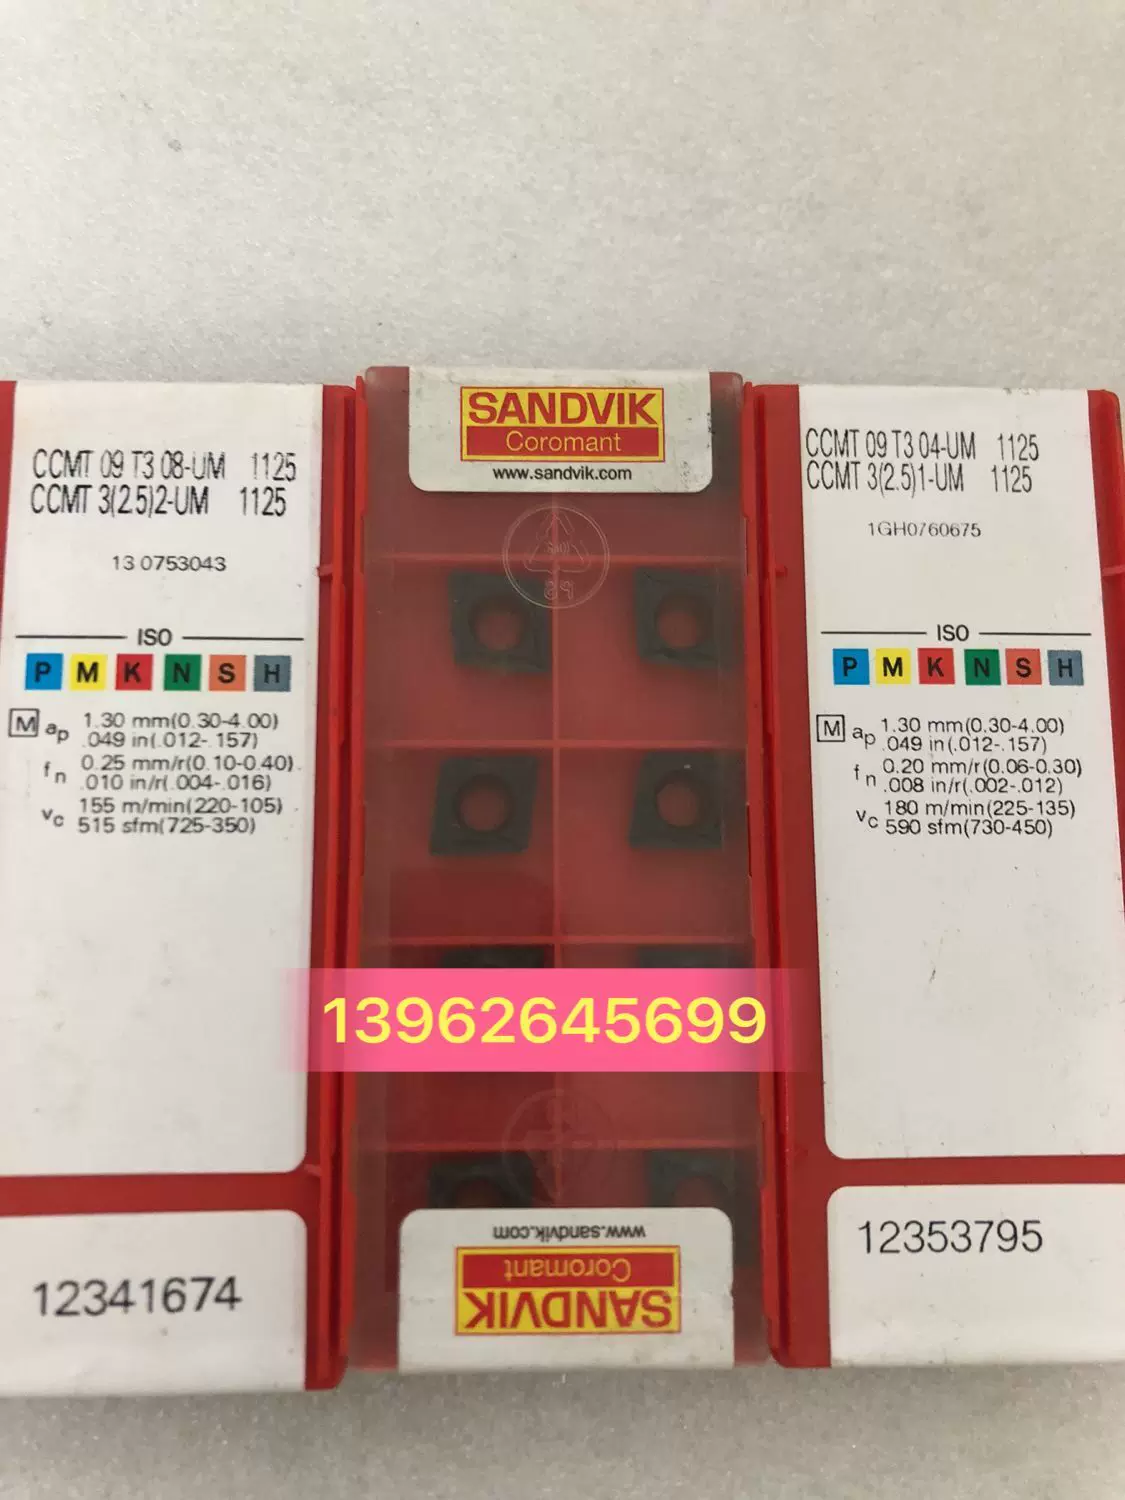 CCMT 09 T3 08-UM 1125
CCMT 3(2.5)2-UM 1125
13 0753043
ISO
P M K N S H
M ap 1.30 mm(0.30-4.00)
.049 in(.012-.157)
fn 0.25 mm/r(0.10-0.40)
.010 in/r(.004-.016)
vc 155 m/min(220-105)
515 sfm(725-350)
12341674
SANDVIK
Coromant
www.sandvik.com
13962645699
www.sandvik.com
Coromant
SANDVIK
CCMT 09 T3 04-UM 1125
CCMT 3(2.5)1-UM 1125
1GH0760675
ISO
P M K N S H
M ap 1.30 mm(0.30-4.00)
.049 in(.012-.157)
fn 0.20 mm/r(0.06-0.30)
.008 in/r(.002-.012)
vc 180 m/min(225-135)
590 sfm(730-450)
12353795